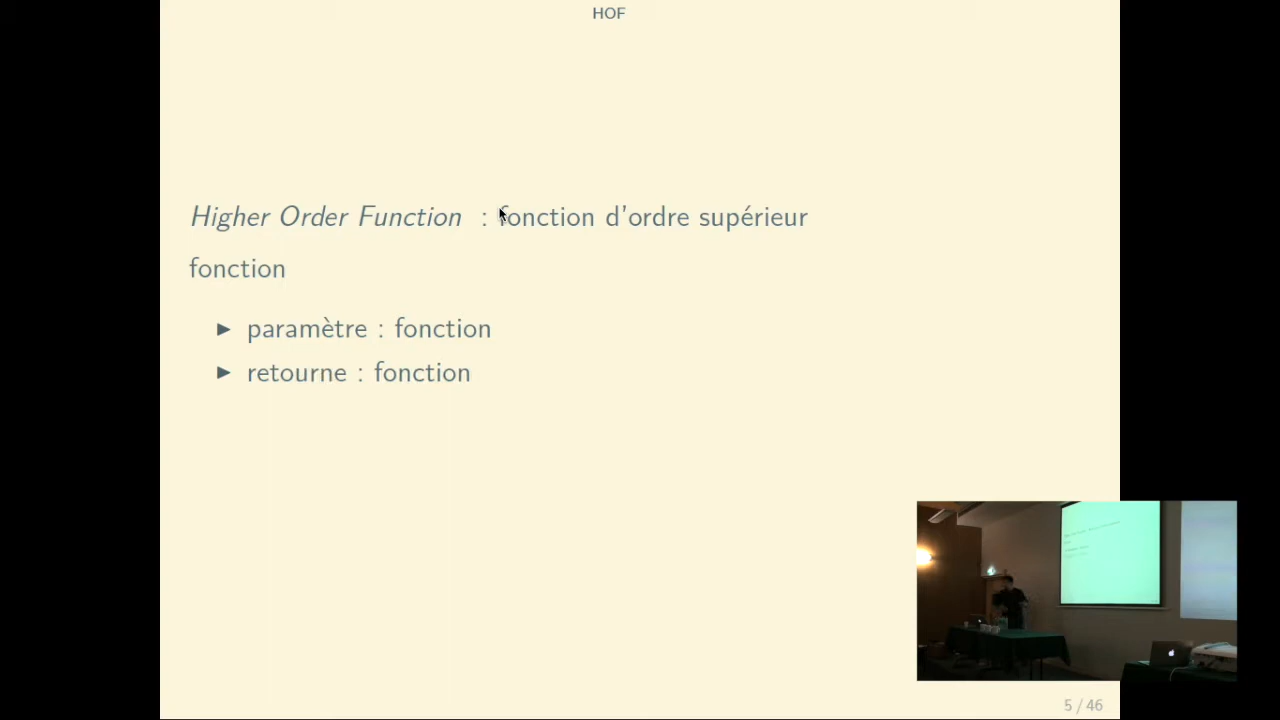 HOF
Higher Order Function : fonction d'ordre supérieur
fonction
▶ paramètre : fonction
▶ retourne : fonction
5 / 46